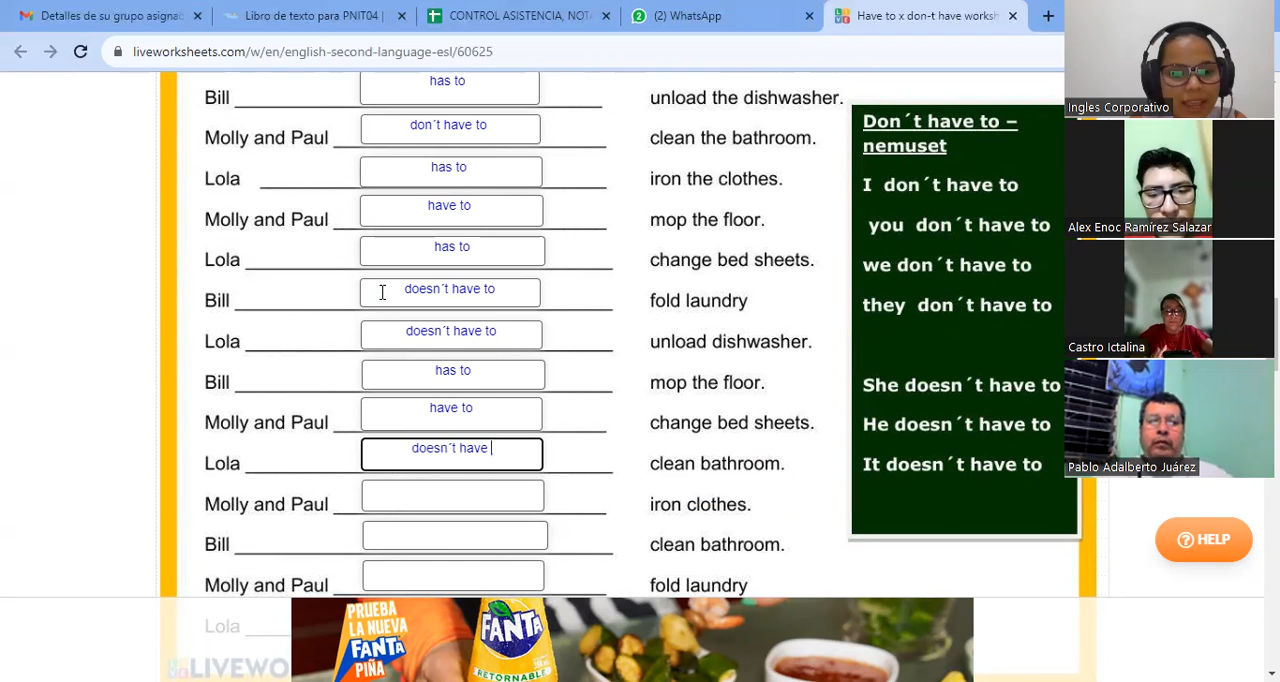 Detalles de su grupo asignad
Libro de texto para PNIT04 |
CONTROL, ASISTENCIA, NOT
(2) WhatsApp
Have to x don-t have works
liveworksheets.com/w/en/english-second-language-esl/60625
has to
Bill unload the dishwasher.
don't have to
Molly and Paul clean the bathroom.
has to
Lola iron the clothes.
have to
Molly and Paul mop the floor.
has to
Lola change bed sheets.
doesn´t have to
Bill fold laundry
doesn´t have to
Lola unload dishwasher.
has to
Bill mop the floor.
have to
Molly and Paul change bed sheets.
doesn´t have
Lola clean bathroom.
Molly and Paul iron clothes.
Bill clean bathroom.
Molly and Paul fold laundry
Lola
Don´t have to –
nemuset
I don´t have to
you don´t have to
we don´t have to
they don´t have to
She doesn´t have to
He doesn´t have to
It doesn´t have to
Ingles Corporativo
Alex Enoc Ramírez Salazar
Castro Ictalina
Pablo Adalberto Juárez
HELP
PRUEBA
LA NUEVA
FANTA
PIÑA
FANTA
RETORNABLE
LIVEWO